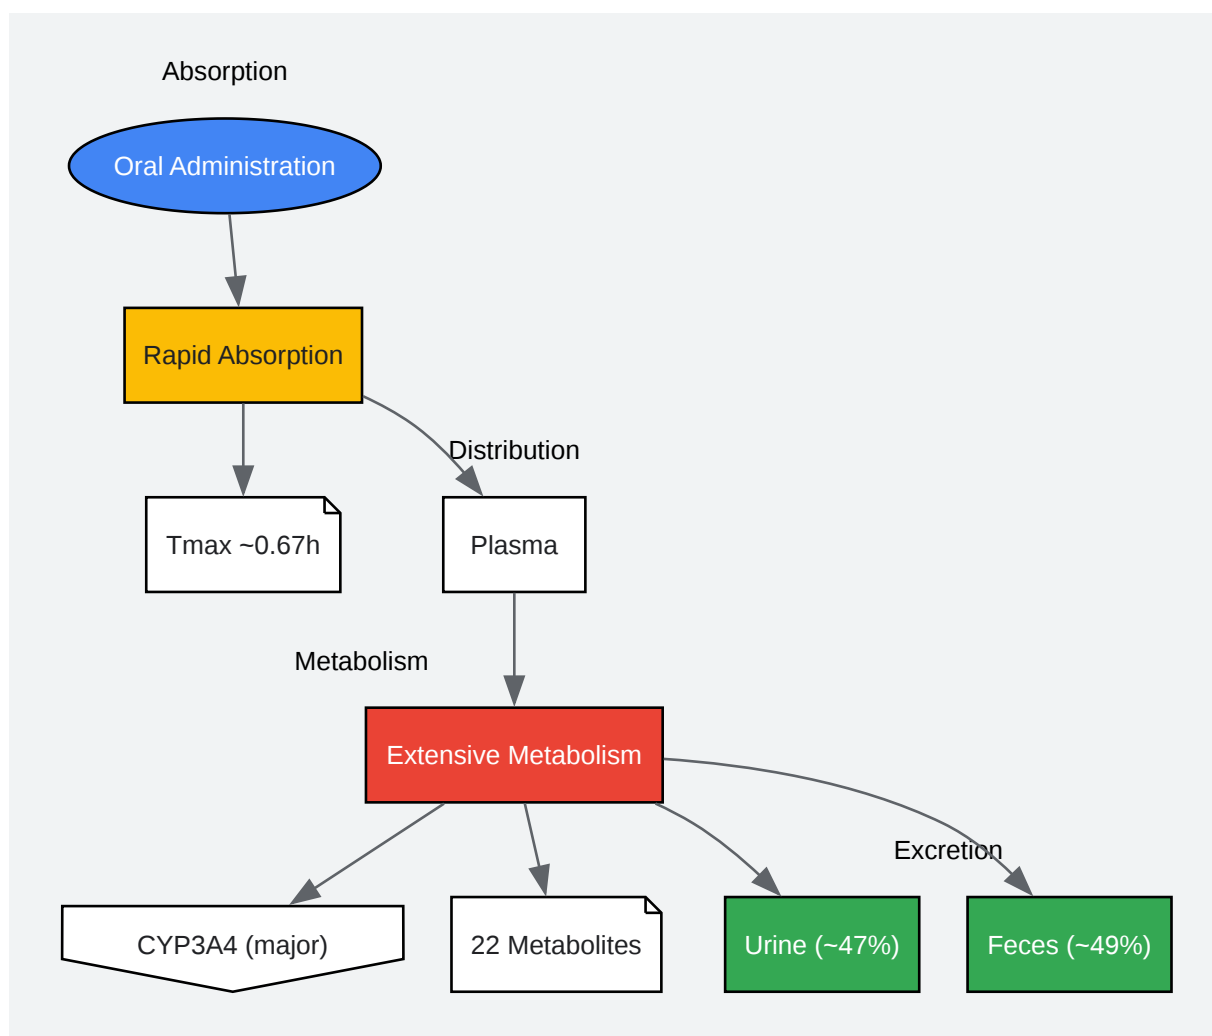 Absorption
Oral Administration
Rapid Absorption
Distribution
Tmax ~0.67h
Plasma
Metabolism
Extensive Metabolism
Excretion
CYP3A4 (major)
22 Metabolites
Urine (~47%)
Feces (~49%)